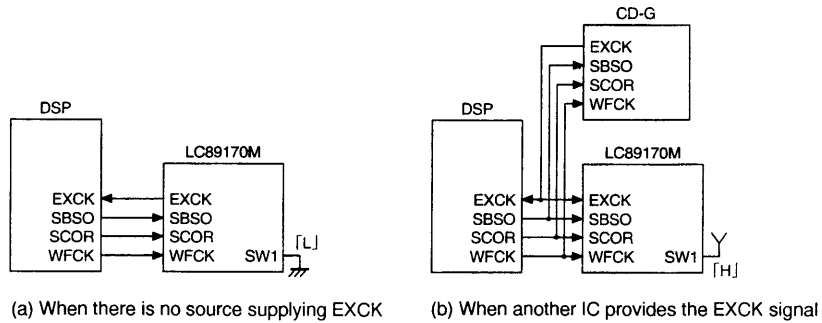 DSP
LC89170M
EXCK
SBSO
SCOR
WFCK
EXCK
SBSO
SCOR
WFCK
SW1
「L」
(a) When there is no source supplying EXCK
CD-G
EXCK
SBSO
SCOR
WFCK
DSP
LC89170M
EXCK
SBSO
SCOR
WFCK
EXCK
SBSO
SCOR
WFCK
SW1
「H」
(b) When another IC provides the EXCK signal